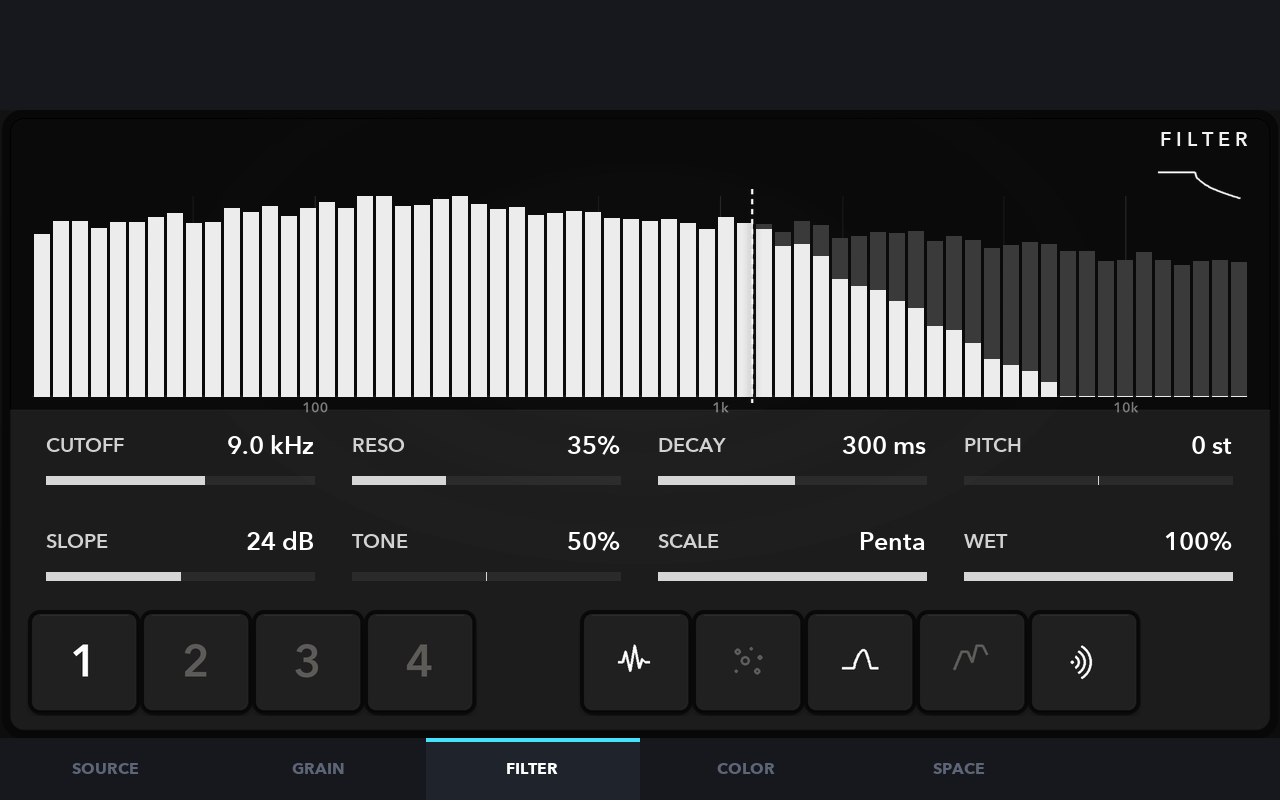 FILTER
100 1k 10k
CUTOFF 9.0 kHz RESO 35% DECAY 300 ms PITCH 0 st
SLOPE 24 dB TONE 50% SCALE Penta WET 100%
1 2 3 4
SOURCE GRAIN FILTER COLOR SPACE